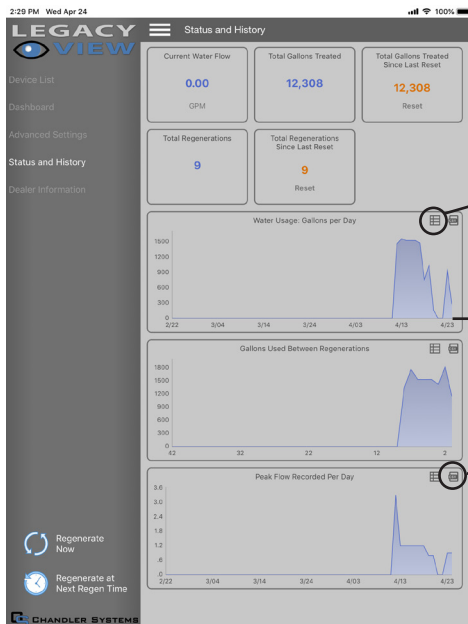 2:29 PM Wed Apr 24
100%
LEGACY
VIEW
Device List
Dashboard
Advanced Settings
Status and History
Dealer Information
Regenerate
Now
Regenerate at
Next Regen Time
CHANDLER SYSTEMS
Status and History
Current Water Flow
0.00
GPM
Total Gallons Treated
12,308
Total Gallons Treated
Since Last Reset
12,308
Reset
Total Regenerations
9
Total Regenerations
Since Last Reset
9
Reset
Water Usage: Gallons per Day
1500
1200
900
600
300
0
2/22 3/04 3/14 3/24 4/03 4/13 4/23
Gallons Used Between Regenerations
1800
1500
1200
900
600
300
0
42 32 22 12 2
Peak Flow Recorded Per Day
3.6
3.0
2.4
1.8
1.2
.6
.0
2/22 3/04 3/14 3/24 4/03 4/13 4/23